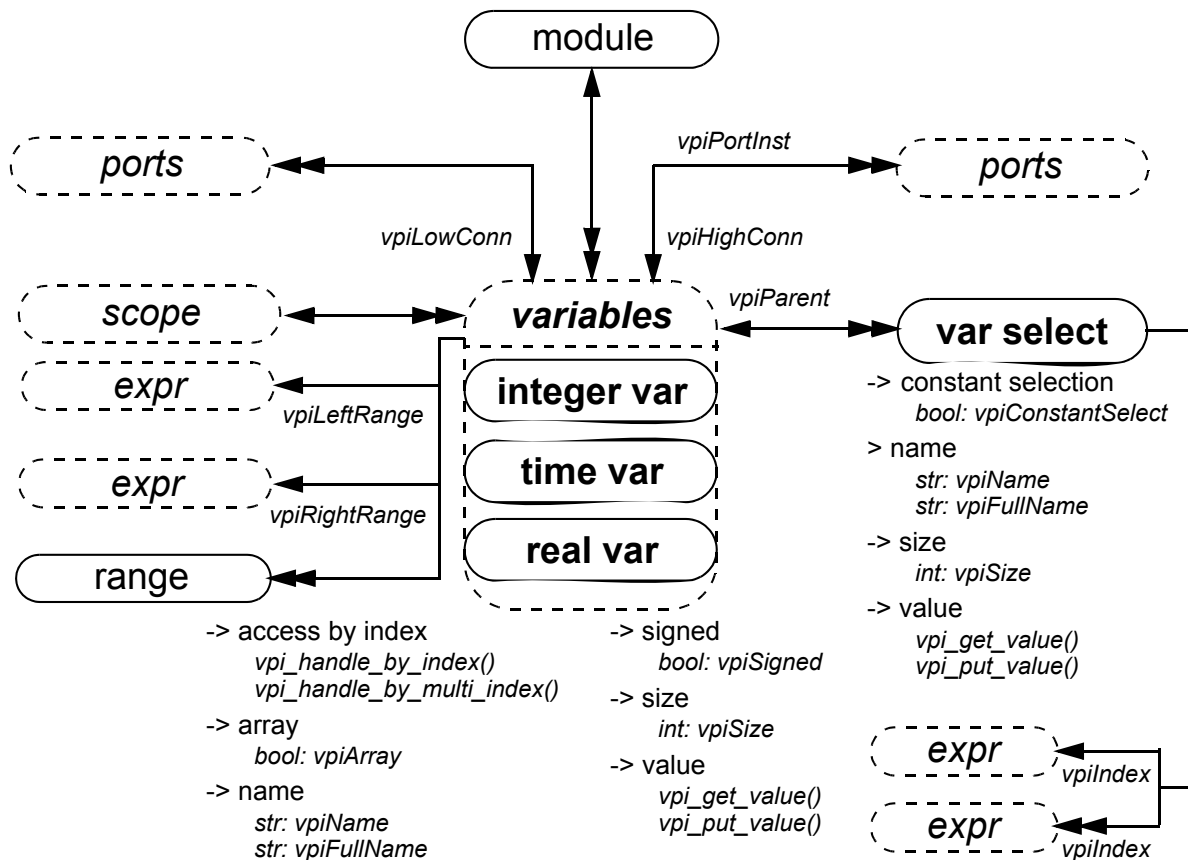 module
ports
vpiPortInst
ports
vpiLowConn
vpiHighConn
scope
variables
vpiParent
var select
expr
vpiLeftRange
integer var
expr
vpiRightRange
time var
range
real var
-> constant selection
bool: vpiConstantSelect
> name
str: vpiName
str: vpiFullName
-> size
int: vpiSize
-> value
vpi_get_value()
vpi_put_value()
-> access by index
vpi_handle_by_index()
vpi_handle_by_multi_index()
-> array
bool: vpiArray
-> name
str: vpiName
str: vpiFullName
-> signed
bool: vpiSigned
-> size
int: vpiSize
-> value
vpi_get_value()
vpi_put_value()
expr
vpiIndex
expr
vpiIndex